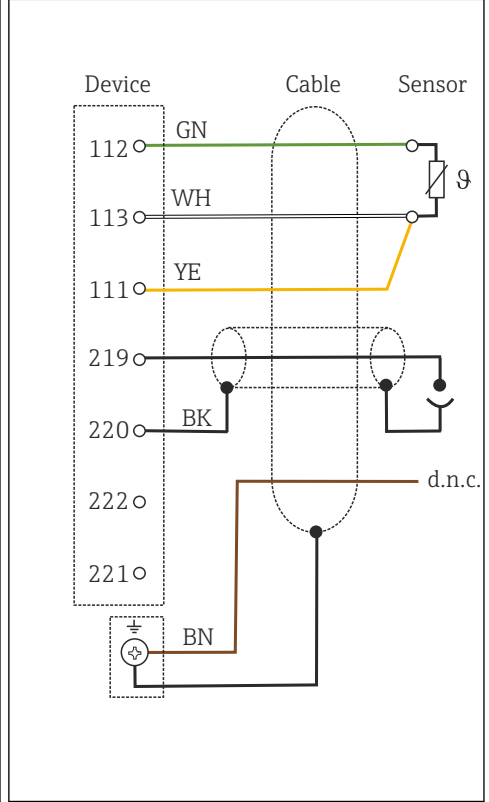 Device Cable Sensor
112 GN
ϑ
113 WH
111 YE
219
220 BK
d.n.c.
222
221
BN